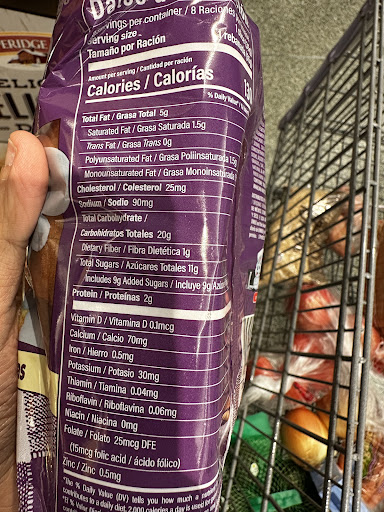 ERIDGE
Servings per container / 8 Raciones
Serving size
Tamaño por Ración
1 reba
Amount per serving / Cantidad por ración
Calories / Calorías
% Daily Value
Total Fat / Grasa Total 5g
Saturated Fat / Grasa Saturada 1.5g
Trans Fat / Grasa Trans 0g
Polyunsaturated Fat / Grasa Poliinsaturada 1.5g
Monounsaturated Fat / Grasa Monoinsaturada
Cholesterol / Colesterol 25mg
Sodium / Sodio 90mg
Total Carbohydrate /
Carbohidratos Totales 20g
Dietary Fiber / Fibra Dietética 1g
Total Sugars / Azúcares Totales 11g
Includes 9g Added Sugars / Incluye 9g
Protein / Proteínas 2g
Vitamin D / Vitamina D 0.1mcg
Calcium / Calcio 70mg
Iron / Hierro 0.5mg
Potassium / Potasio 30mg
Thiamin / Tiamina 0.04mg
Riboflavin / Riboflavina 0.06mg
Niacin / Niacina 0mg
Folate / Folato 25mcg DFE
(15mcg folic acid / ácido fólico)
Zinc / Zinc 0.5mg
*The % Daily Value (DV) tells you how much a
contributes to a daily diet. 2,000 calories a day is used